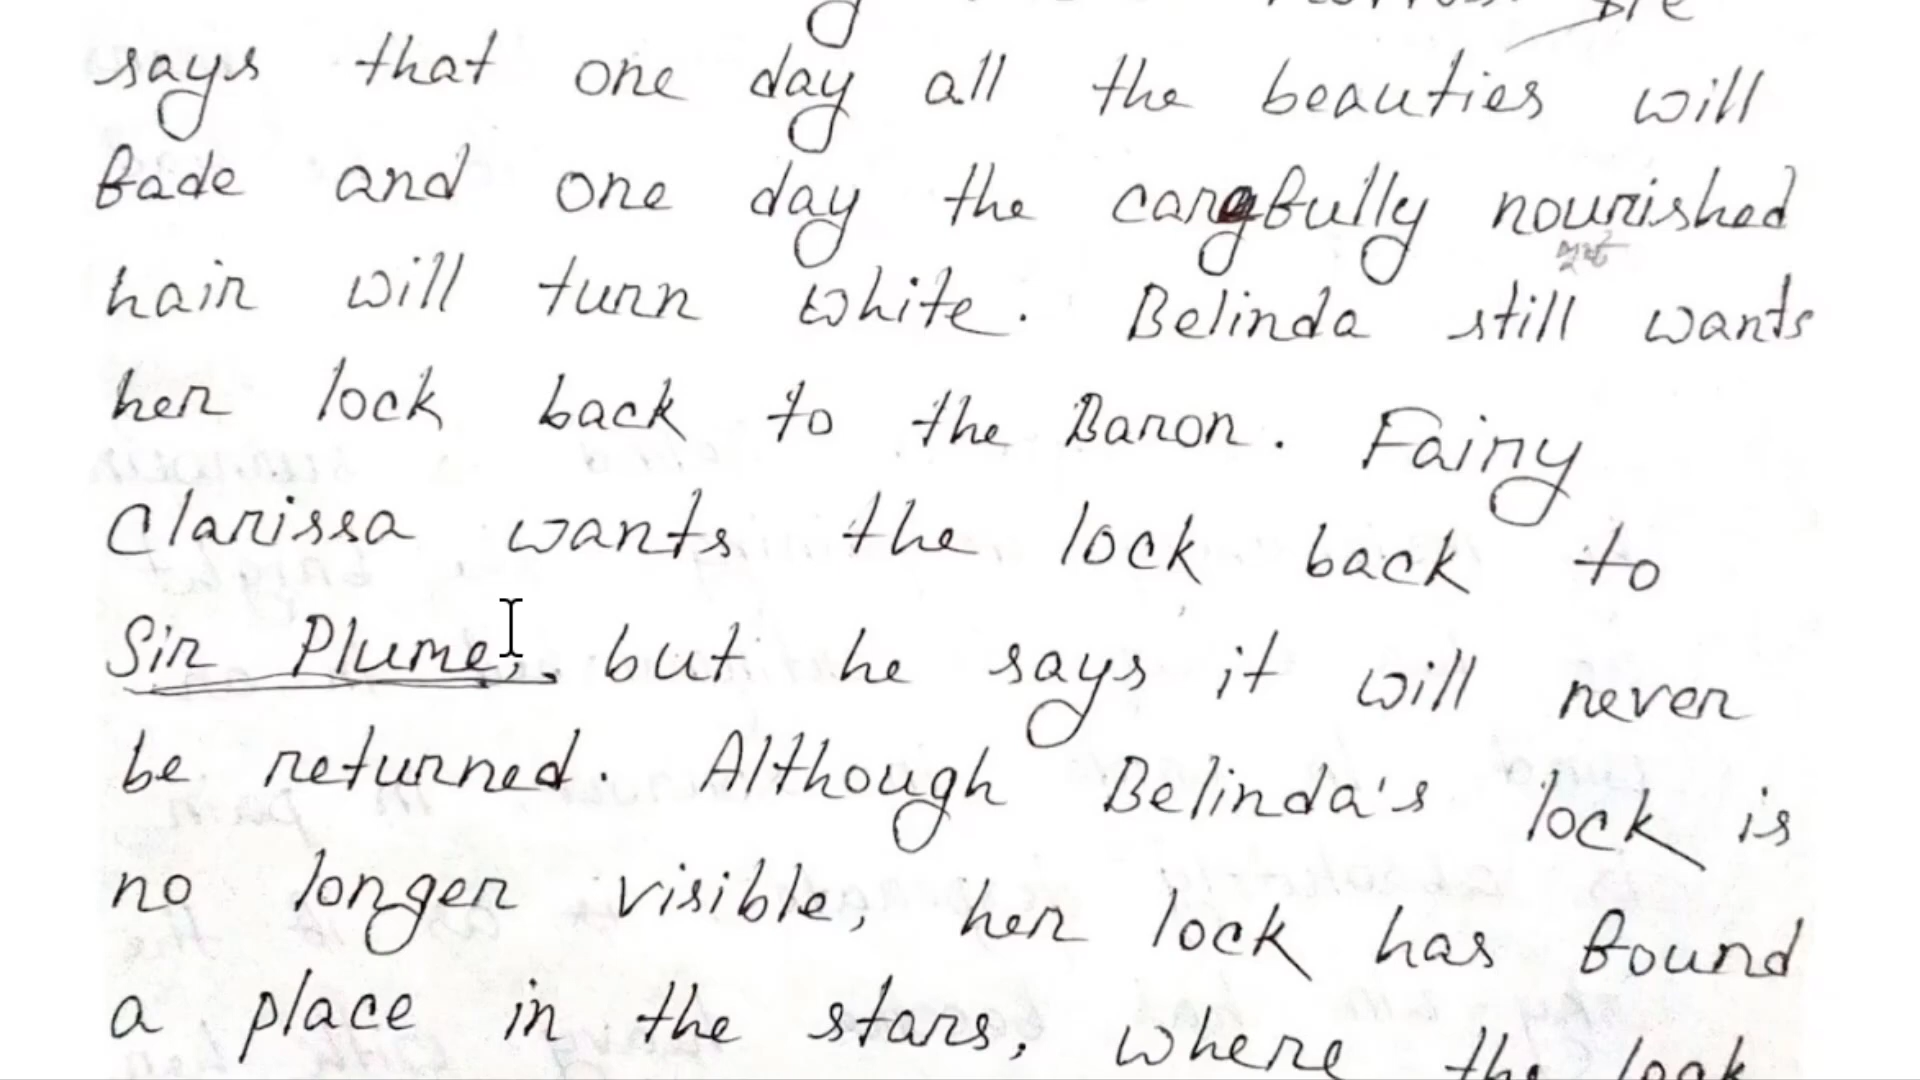 says that one day all the beauties will
fade and one day the carefully nourished
hair will turn white. Belinda still wants
her lock back to the Baron. Fairy
Clarissa wants the lock back to
Sir Plume, but he says it will never
be returned. Although Belinda's lock is
no longer visible, her lock has found
a place in the stars, where the lock